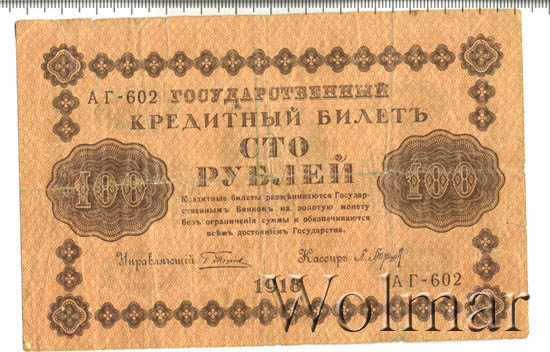 АГ-602 ГОСУДАРСТВЕННЫЙ
КРЕДИТНЫЙ БИЛЕТЪ
СТО
РУБЛЕЙ
100 100
Кредитные билеты размѣниваются Государ-
ственнымъ Банкомъ на золотую монету
безъ ограниченія суммы и обезпечиваются
всѣмъ достояніемъ Государства.
Управляющій Кассиръ
1918 АГ-602
Wolmar